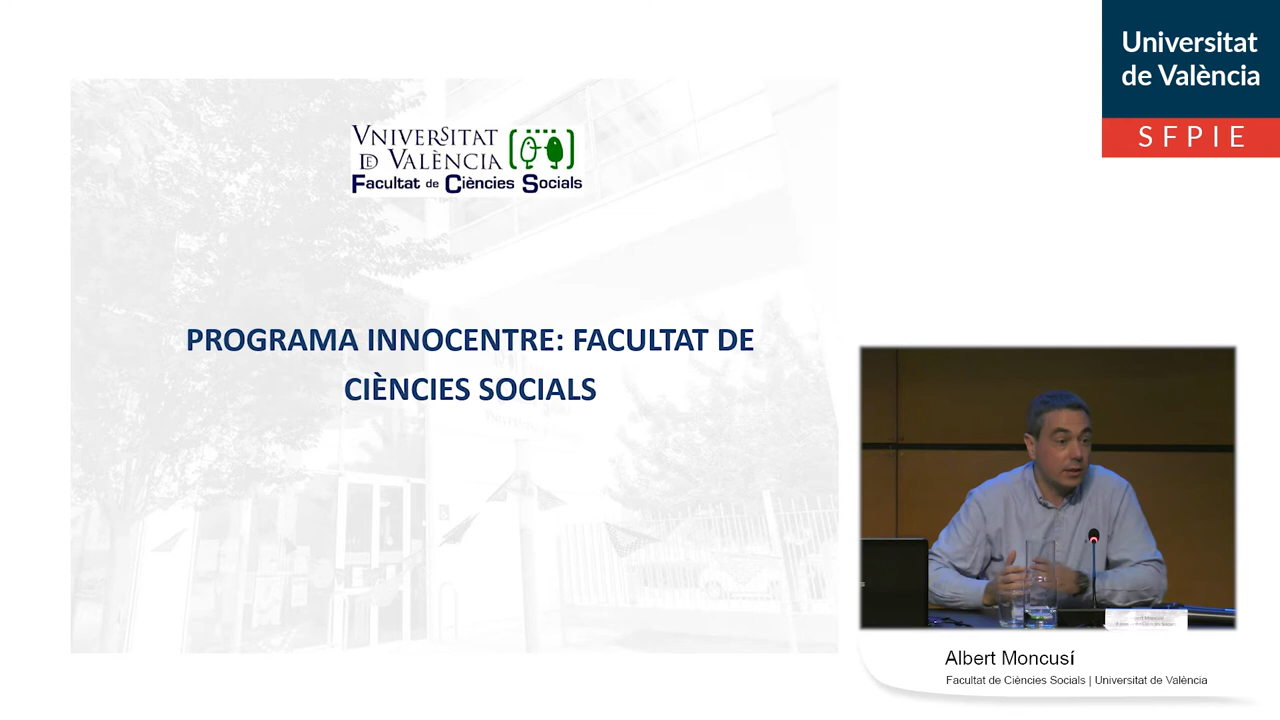 VNIVERSITAT
DE VALÈNCIA
Facultat de Ciències Socials
PROGRAMA INNOCENTRE: FACULTAT DE
CIÈNCIES SOCIALS
Universitat
de València
SFPIE
Albert Moncusí
Facultat de Ciències Socials | Universitat de València